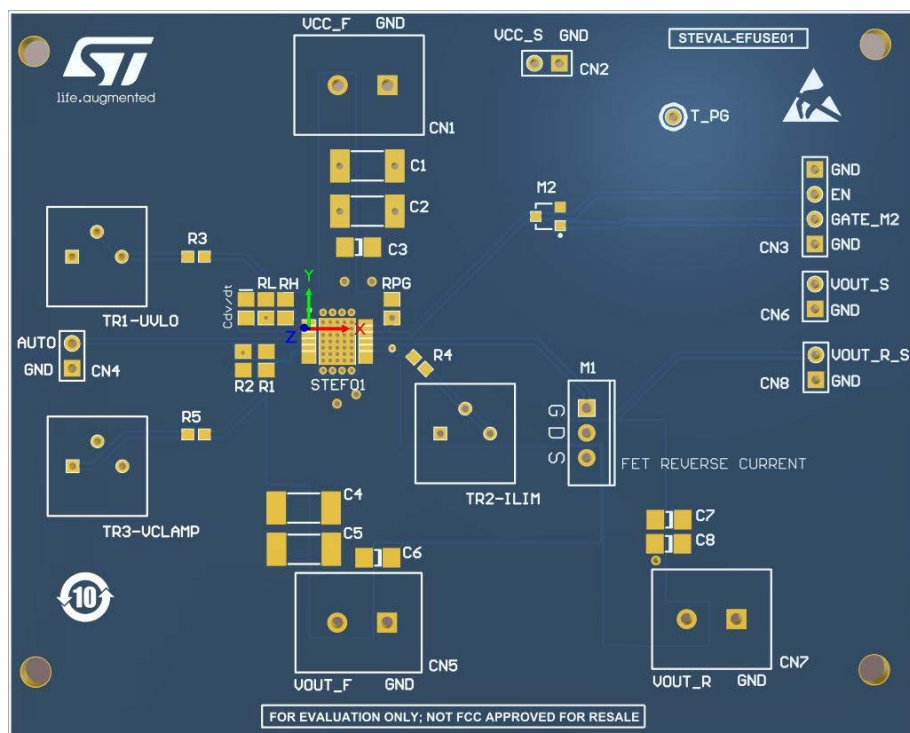 VCC_F GND
VCC_S GND
STEVAL-EFUSE01
life.augmented
CN2
T_PG
CN1
C1
GND
M2
EN
C2
GATE_M2
R3
C3
CN3
GND
Cdv/dt
RL
RH
Y
RPG
VOUT_S
TR1-UVLO
Z
X
CN6
GND
AUTO
GND
CN4
R4
VOUT_R_S
R2
R1
STEF01
M1
CN8
GND
R5
G
D
S
FET REVERSE CURRENT
TR2-ILIM
C4
TR3-VCLAMP
C5
C7
C6
C8
10
CN5
CN7
VOUT_F GND
VOUT_R GND
FOR EVALUATION ONLY; NOT FCC APPROVED FOR RESALE